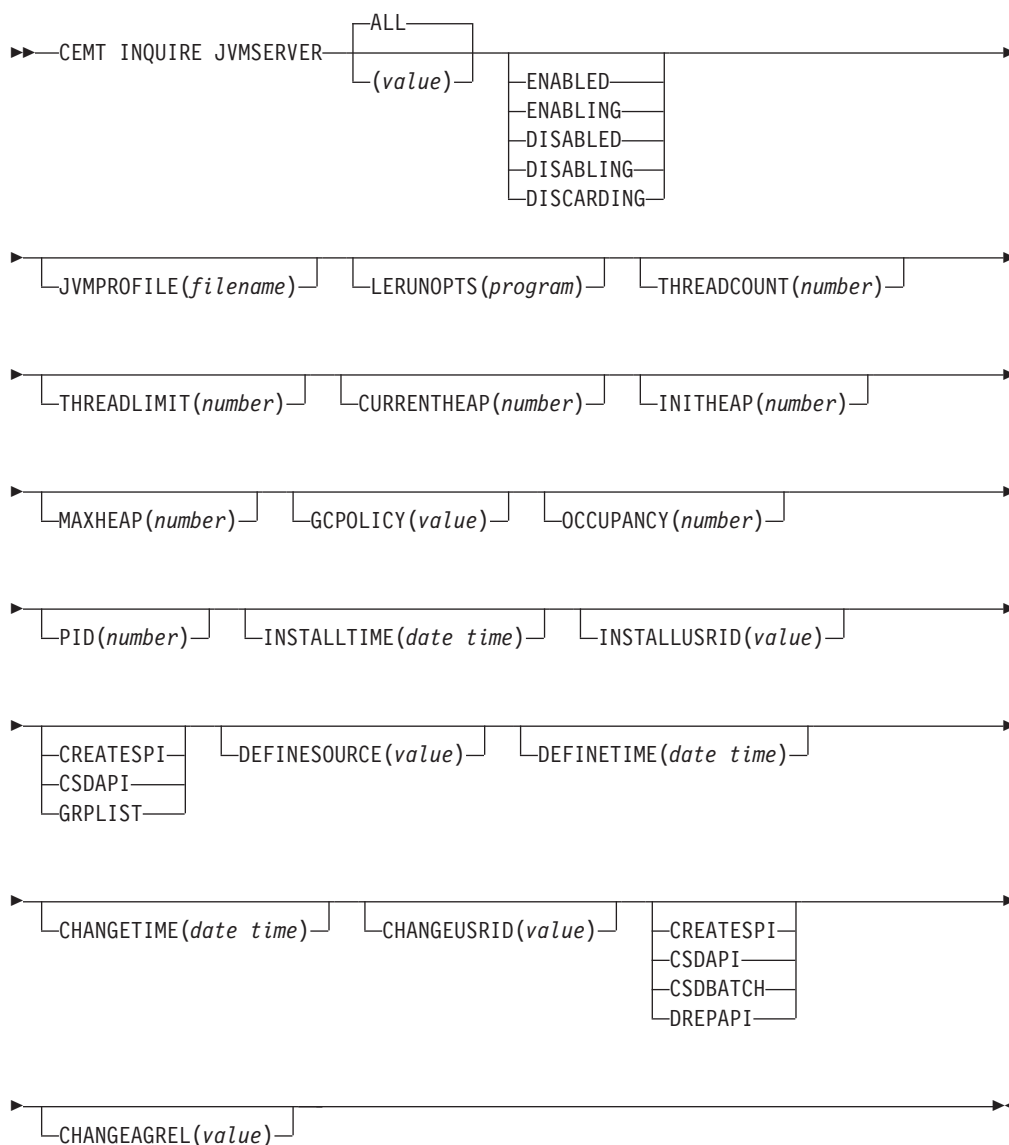 ALL
CEMT INQUIRE JVMSERVER
(value)
ENABLED
ENABLING
DISABLED
DISABLING
DISCARDING
JVMPROFILE(filename) LERUNOPTS(program) THREADCOUNT(number)
THREADLIMIT(number) CURRENTHEAP(number) INITHEAP(number)
MAXHEAP(number) GCPOLICY(value) OCCUPANCY(number)
PID(number) INSTALLTIME(date time) INSTALLUSRID(value)
CREATESPI DEFINESOURCE(value) DEFINETIME(date time)
CSDAPI
GRPLIST
CHANGETIME(date time) CHANGEUSRID(value) CREATESPI
CSDAPI
CSDBATCH
DREPAPI
CHANGEAGREL(value)